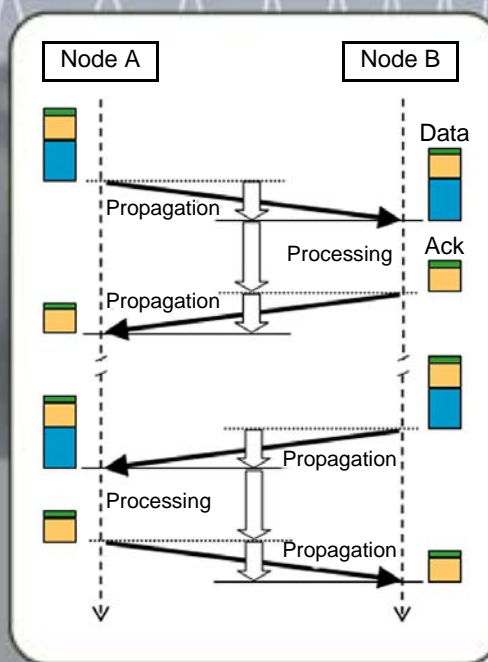 Node A
Node B
Data
Propagation
Processing
Ack
Propagation
Propagation
Processing
Propagation